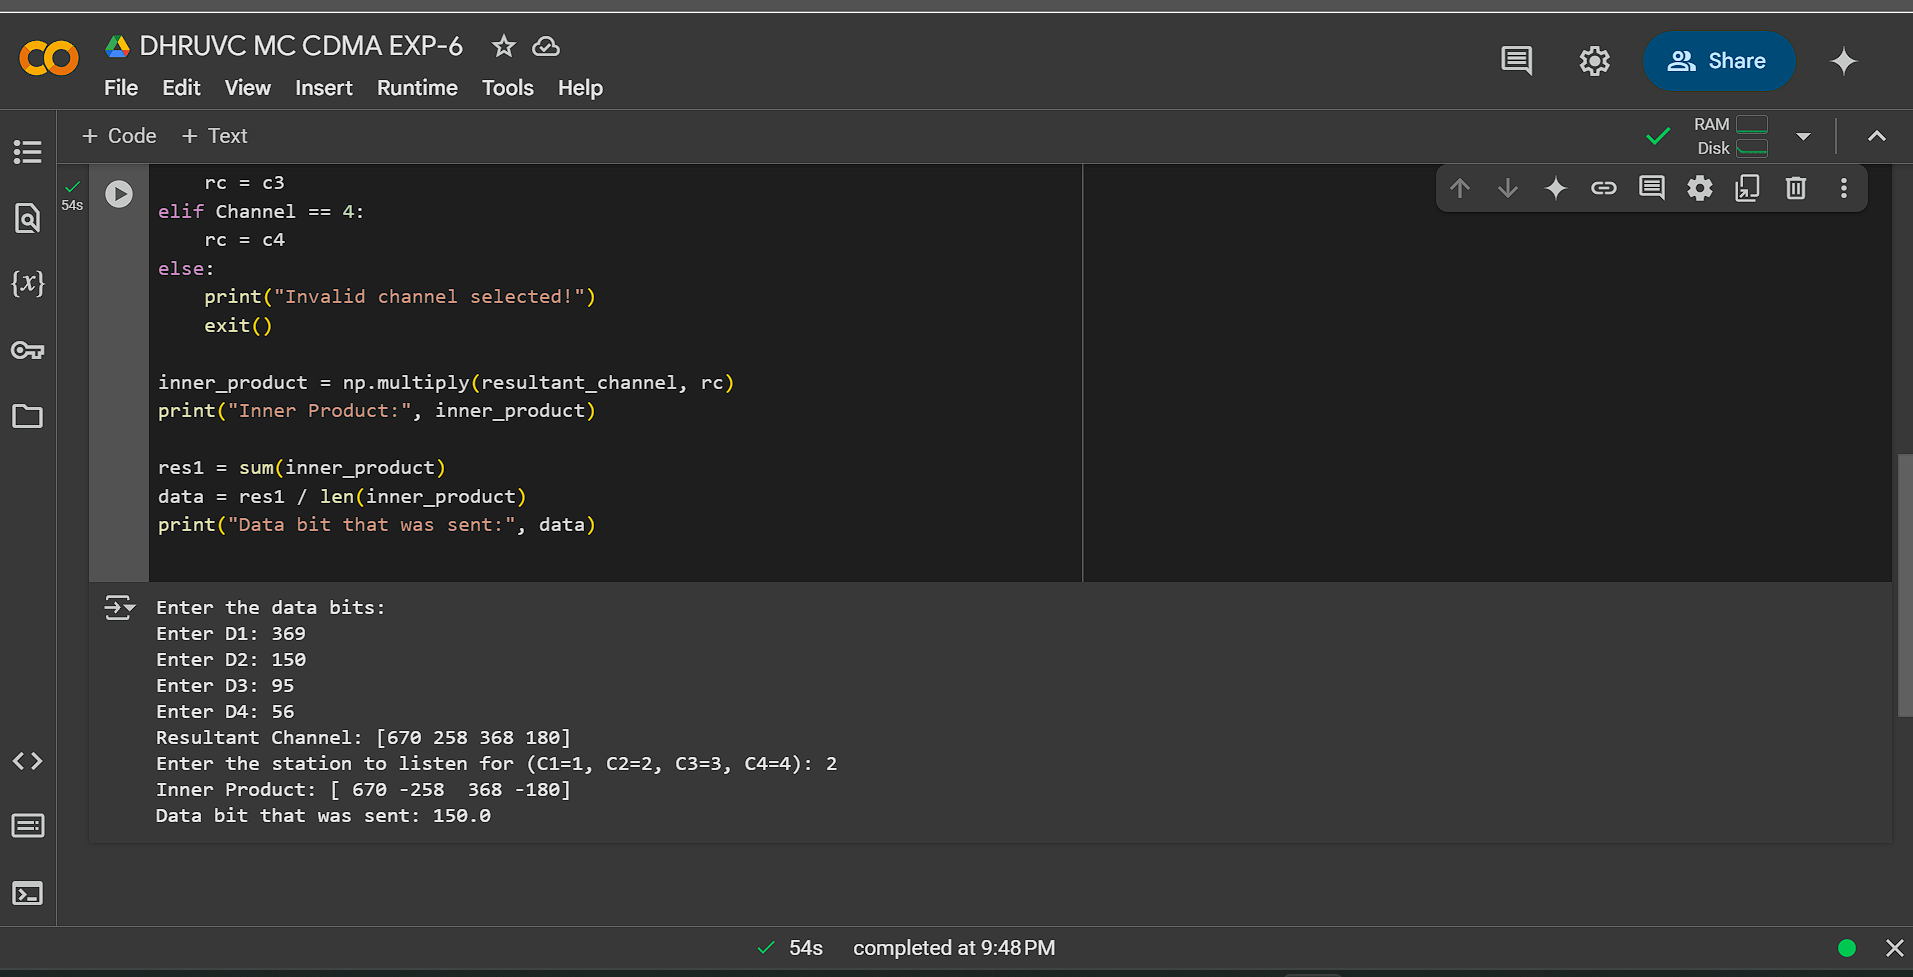 DHRUVC MC CDMA EXP-6
File Edit View Insert Runtime Tools Help
Share
+ Code + Text
RAM
Disk
54s
    rc = c3
elif Channel == 4:
    rc = c4
else:
    print("Invalid channel selected!")
    exit()
inner_product = np.multiply(resultant_channel, rc)
print("Inner Product:", inner_product)
res1 = sum(inner_product)
data = res1 / len(inner_product)
print("Data bit that was sent:", data)
Enter the data bits:
Enter D1: 369
Enter D2: 150
Enter D3: 95
Enter D4: 56
Resultant Channel: [670 258 368 180]
Enter the station to listen for (C1=1, C2=2, C3=3, C4=4): 2
Inner Product: [ 670 -258  368 -180]
Data bit that was sent: 150.0
54s completed at 9:48 PM